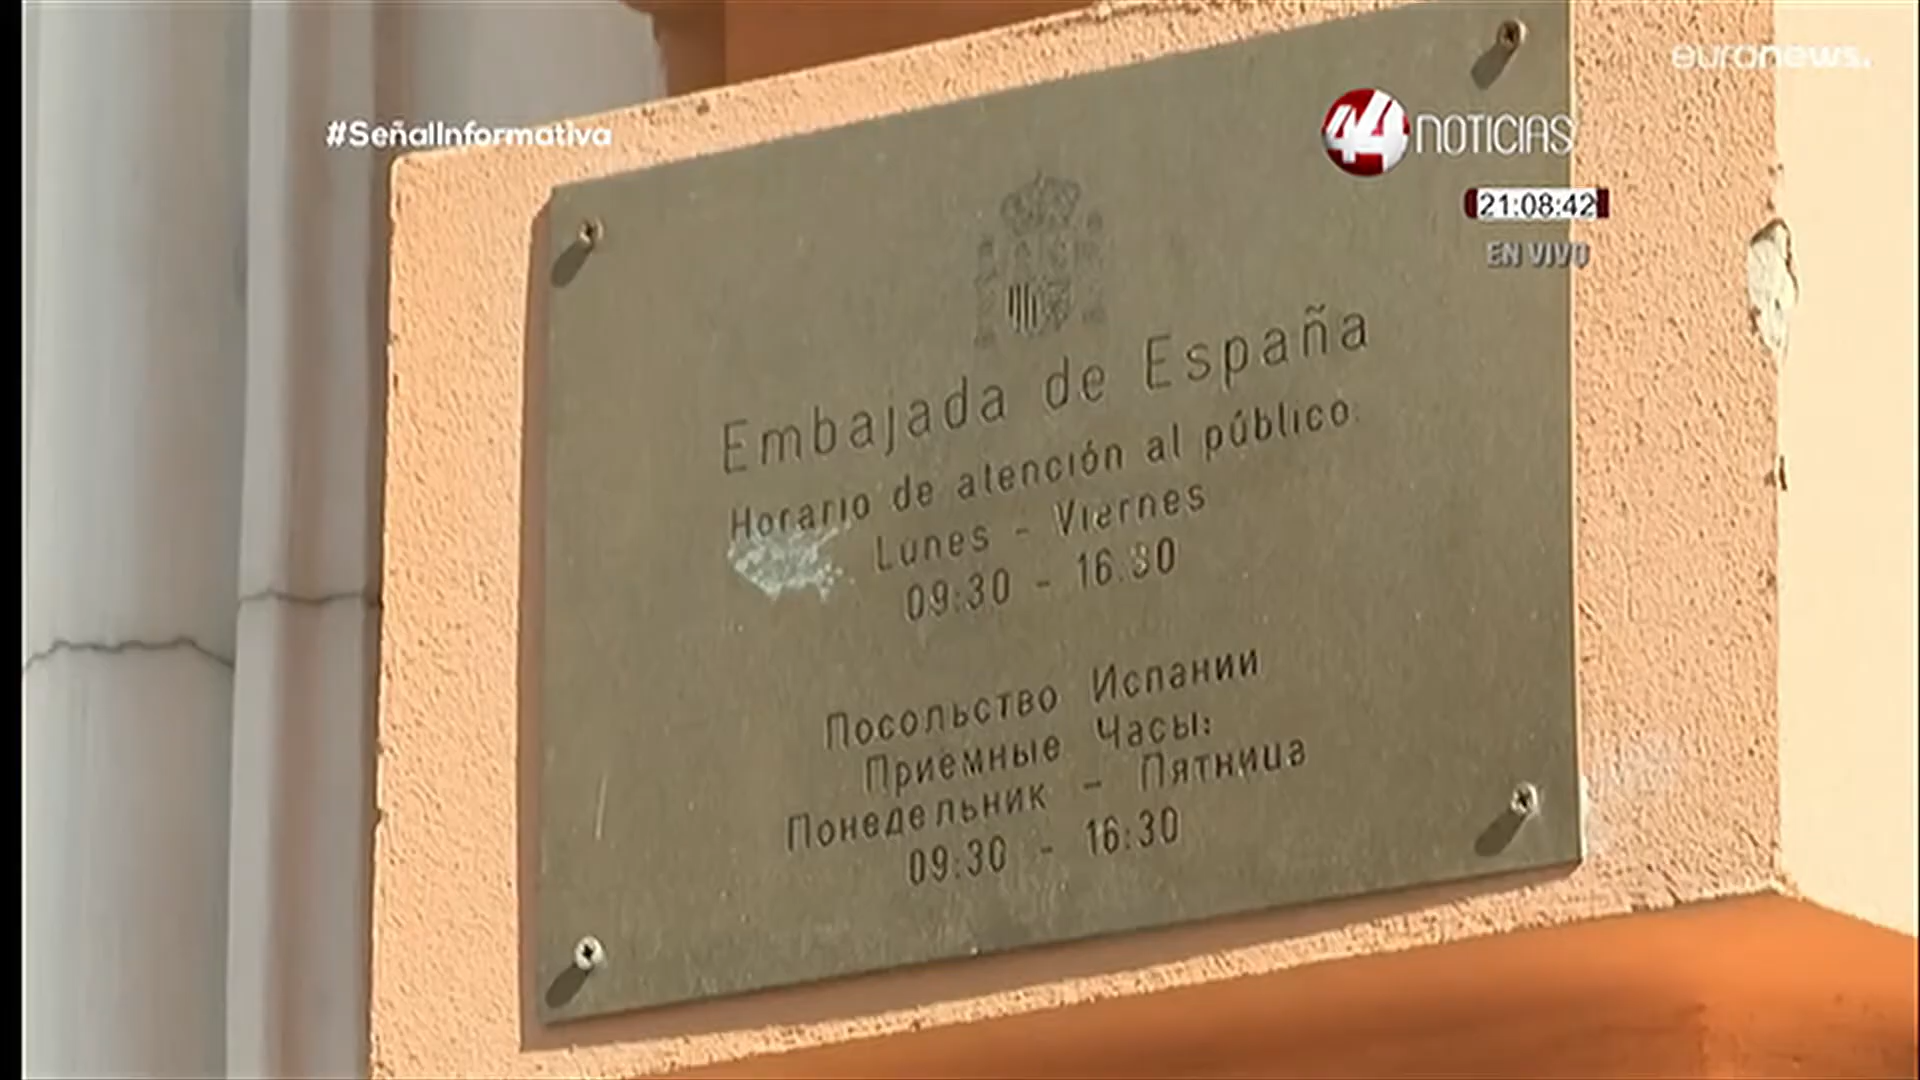 euronews.
#SeñalInformativa
44 NOTICIAS
21:08:42
EN VIVO
Embajada de España
Horario de atención al público:
Lunes - Viernes
09:30 - 16:30
Посольство Испании
Приемные Часы:
Понедельник - Пятница
09:30 - 16:30